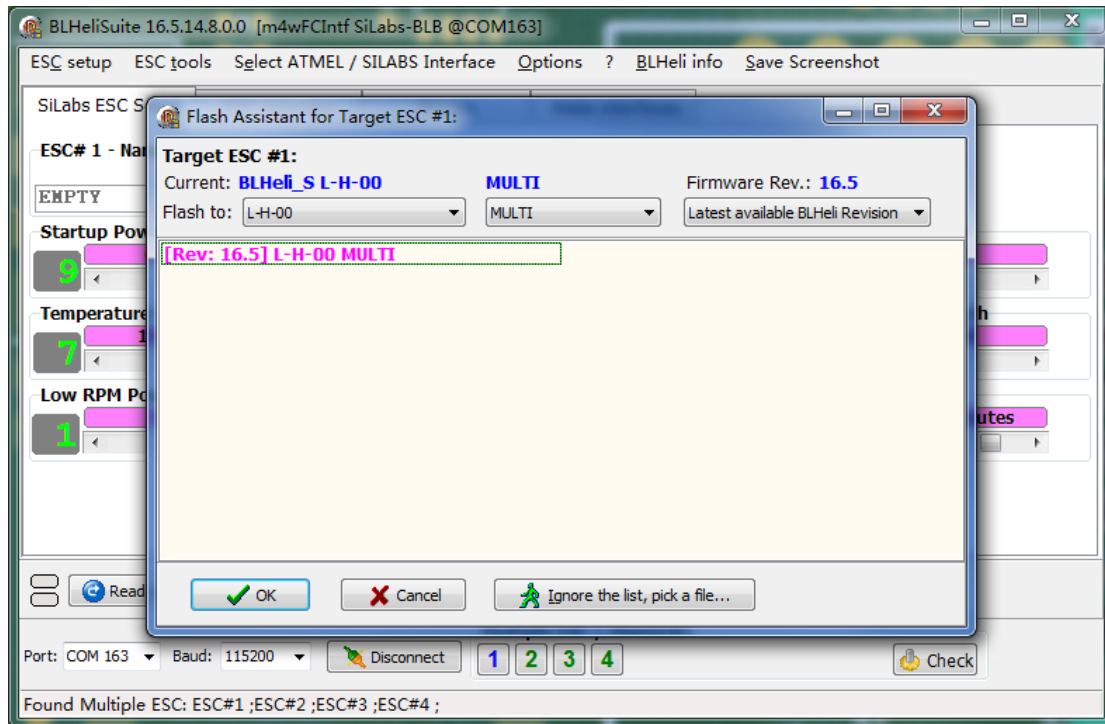 BLHeliSuite 16.5.14.8.0.0 [m4wFCIntf SiLabs-BLB @COM163]
ESC setup ESC tools Select ATMEL / SILABS Interface Options ? BLHeli info Save Screenshot
SiLabs ESC S
Flash Assistant for Target ESC #1:
ESC# 1 - Nar
EMPTY
Target ESC #1:
Current: BLHeli_S L-H-00 MULTI Firmware Rev.: 16.5
Flash to: L-H-00 MULTI Latest available BLHeli Revision
[Rev: 16.5] L-H-00 MULTI
Startup Pow
9
Temperature h
1
7
Low RPM Po
utes
1
OK Cancel Ignore the list, pick a file...
Read
Port: COM 163 Baud: 115200 Disconnect 1 2 3 4 Check
Found Multiple ESC: ESC#1 ;ESC#2 ;ESC#3 ;ESC#4 ;